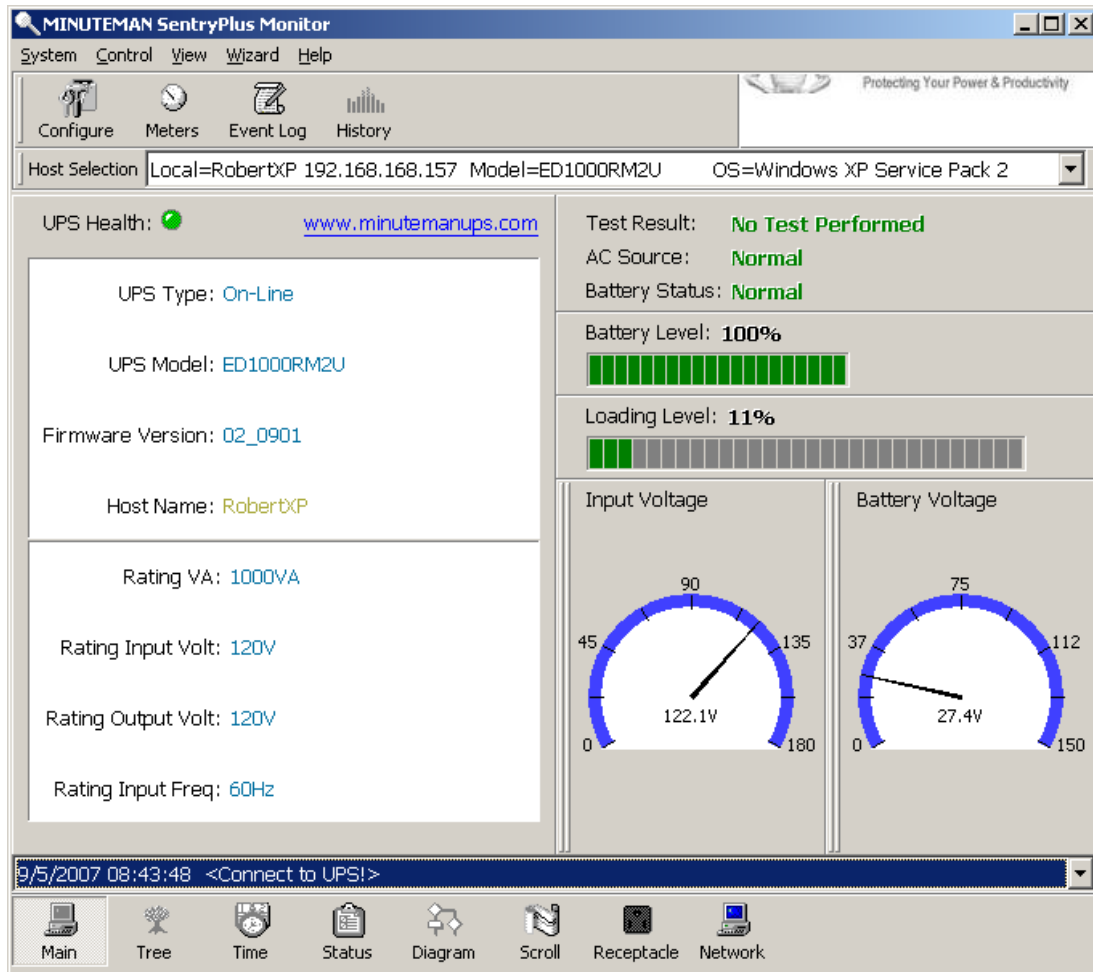 MINUTEMAN SentryPlus Monitor
System Control View Wizard Help
Protecting Your Power & Productivity
Configure Meters Event Log History
Host Selection Local=RobertXP 192.168.168.157 Model=ED1000RM2U OS=Windows XP Service Pack 2
UPS Health: www.minutemanups.com
UPS Type: On-Line
UPS Model: ED1000RM2U
Firmware Version: 02_0901
Host Name: RobertXP
Rating VA: 1000VA
Rating Input Volt: 120V
Rating Output Volt: 120V
Rating Input Freq: 60Hz
Test Result: No Test Performed
AC Source: Normal
Battery Status: Normal
Battery Level: 100%
Loading Level: 11%
Input Voltage
90
45 135
122.1V
0 180
Battery Voltage
75
37 112
27.4V
0 150
9/5/2007 08:43:48 <Connect to UPS!>
Main Tree Time Status Diagram Scroll Receptacle Network